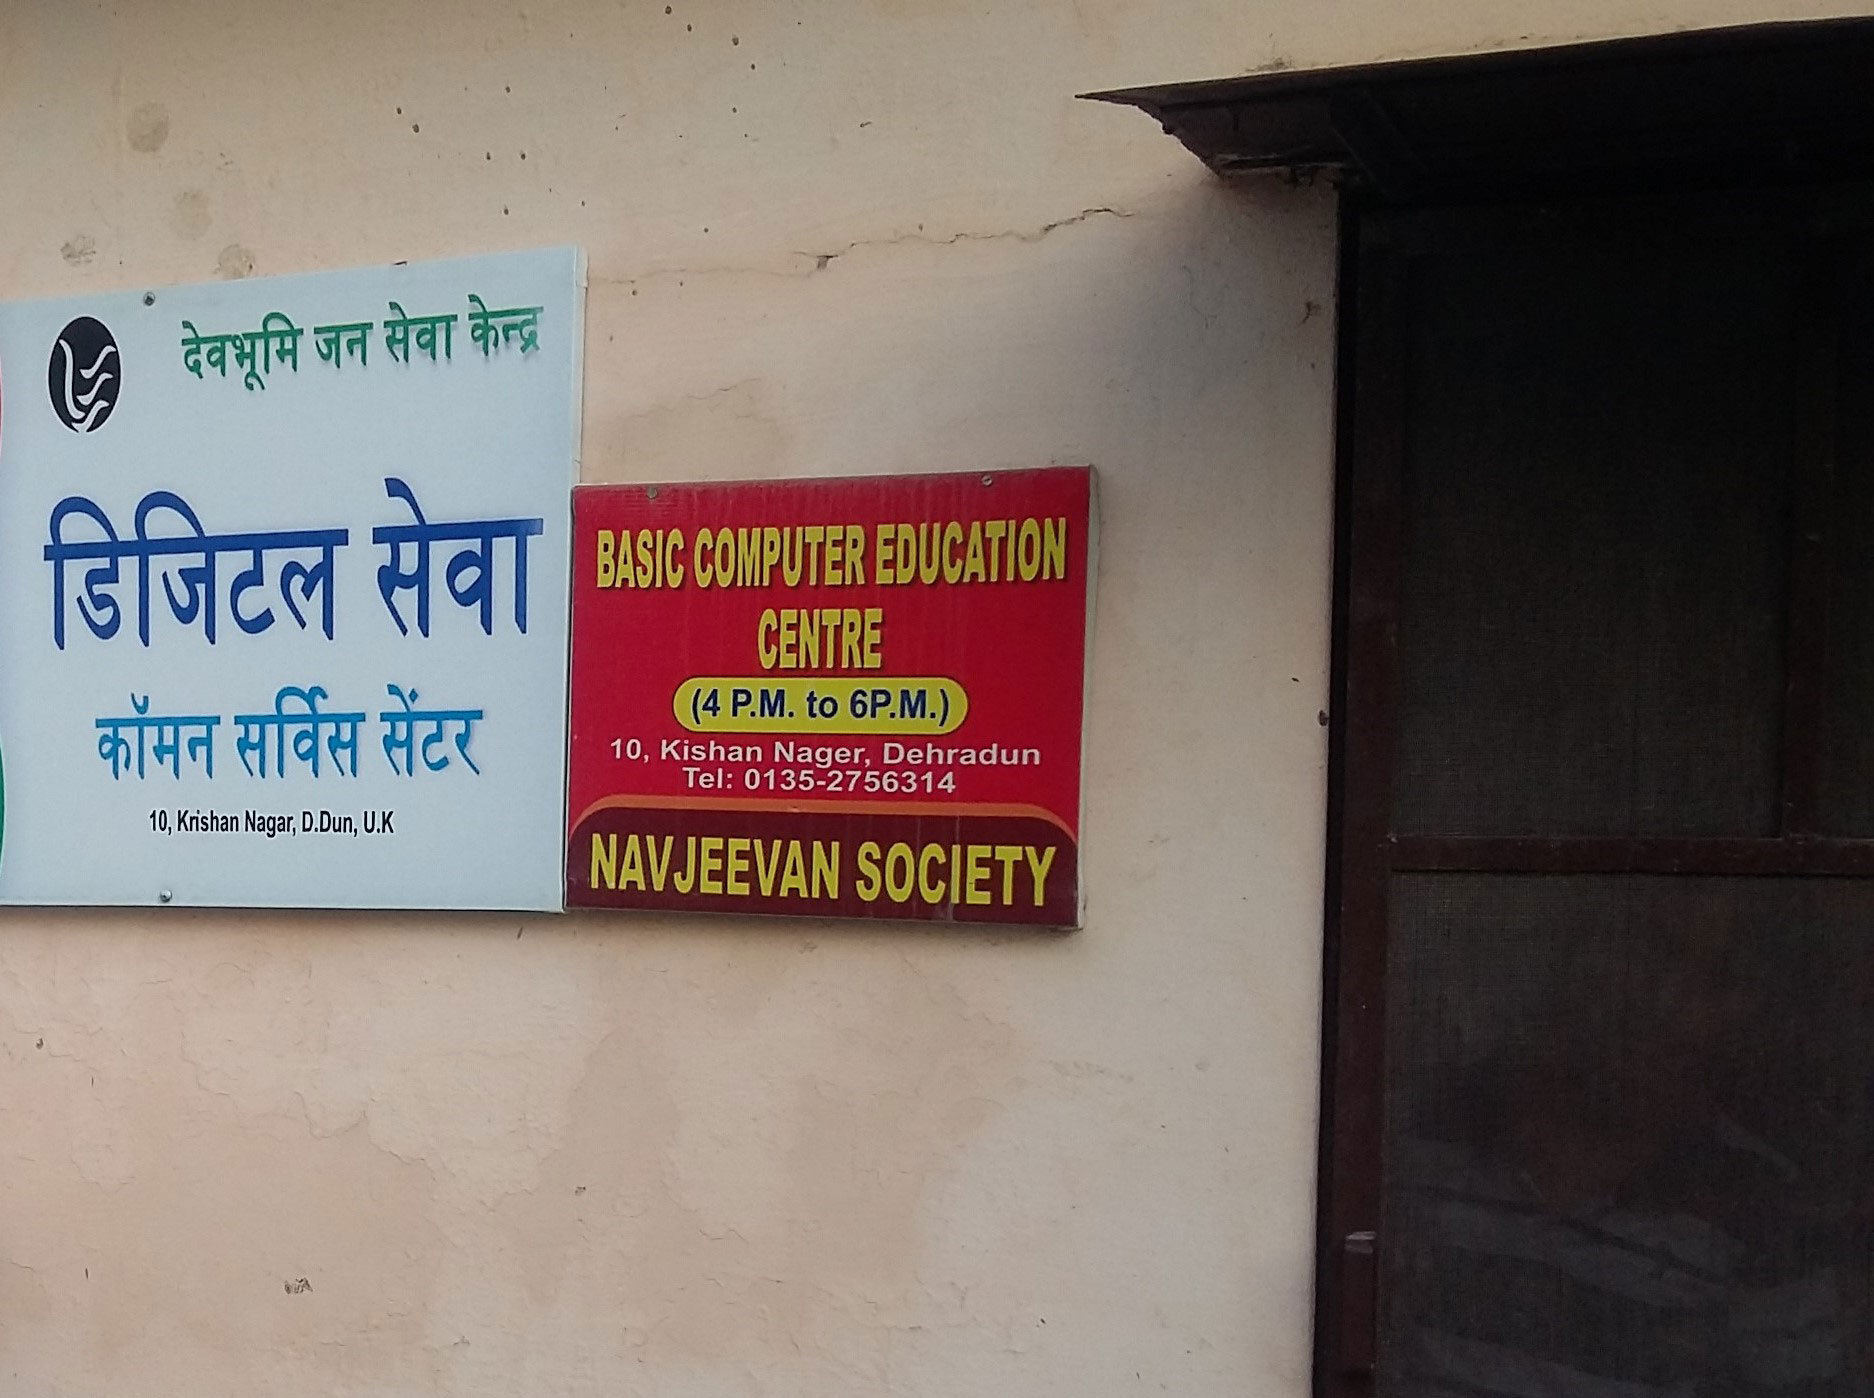 देवभूमि जन सेवा केन्द्र
डिजिटल सेवा
कॉमन सर्विस सेंटर
10, Krishan Nagar, D.Dun, U.K
BASIC COMPUTER EDUCATION
CENTRE
(4 P.M. to 6P.M.)
10, Kishan Nager, Dehradun
Tel: 0135-2756314
NAVJEEVAN SOCIETY